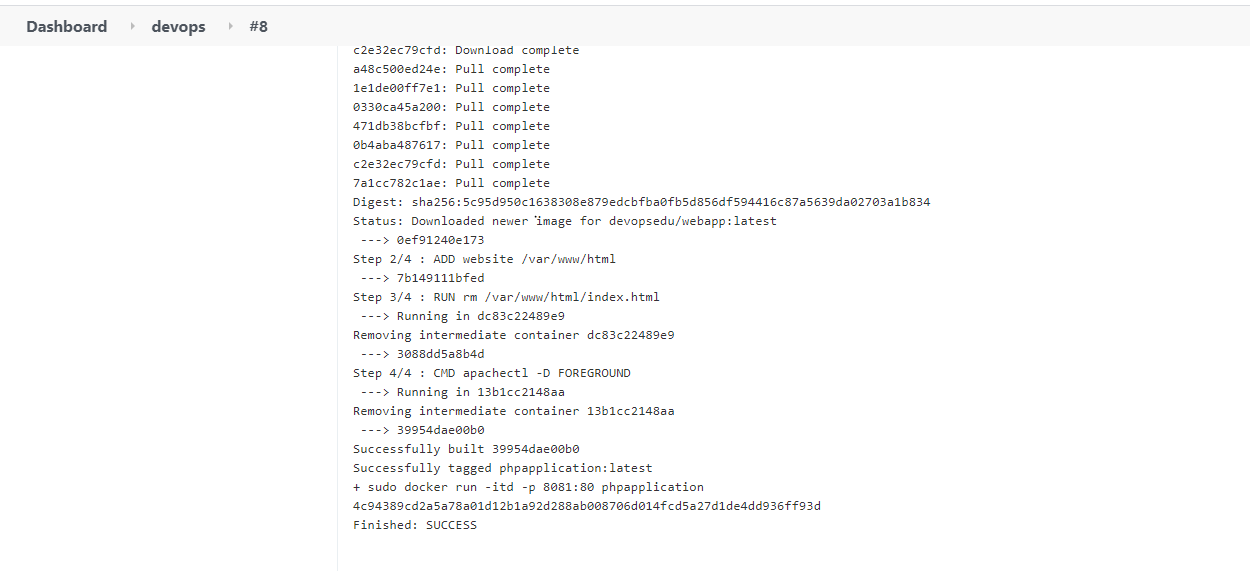 Dashboard devops #8
c2e32ec79cfd: Download complete
a48c500ed24e: Pull complete
1e1de00ff7e1: Pull complete
0330ca45a200: Pull complete
471db38bcfbf: Pull complete
0b4aba487617: Pull complete
c2e32ec79cfd: Pull complete
7a1cc782c1ae: Pull complete
Digest: sha256:5c95d950c1638308e879edcbfba0fb5d856df594416c87a5639da02703a1b834
Status: Downloaded newer image for devopsedu/webapp:latest
---> 0ef91240e173
Step 2/4 : ADD website /var/www/html
---> 7b149111bfed
Step 3/4 : RUN rm /var/www/html/index.html
---> Running in dc83c22489e9
Removing intermediate container dc83c22489e9
---> 3088dd5a8b4d
Step 4/4 : CMD apachectl -D FOREGROUND
---> Running in 13b1cc2148aa
Removing intermediate container 13b1cc2148aa
---> 39954dae00b0
Successfully built 39954dae00b0
Successfully tagged phpapplication:latest
+ sudo docker run -itd -p 8081:80 phpapplication
4c94389cd2a5a78a01d12b1a92d288ab008706d014fcd5a27d1de4dd936ff93d
Finished: SUCCESS